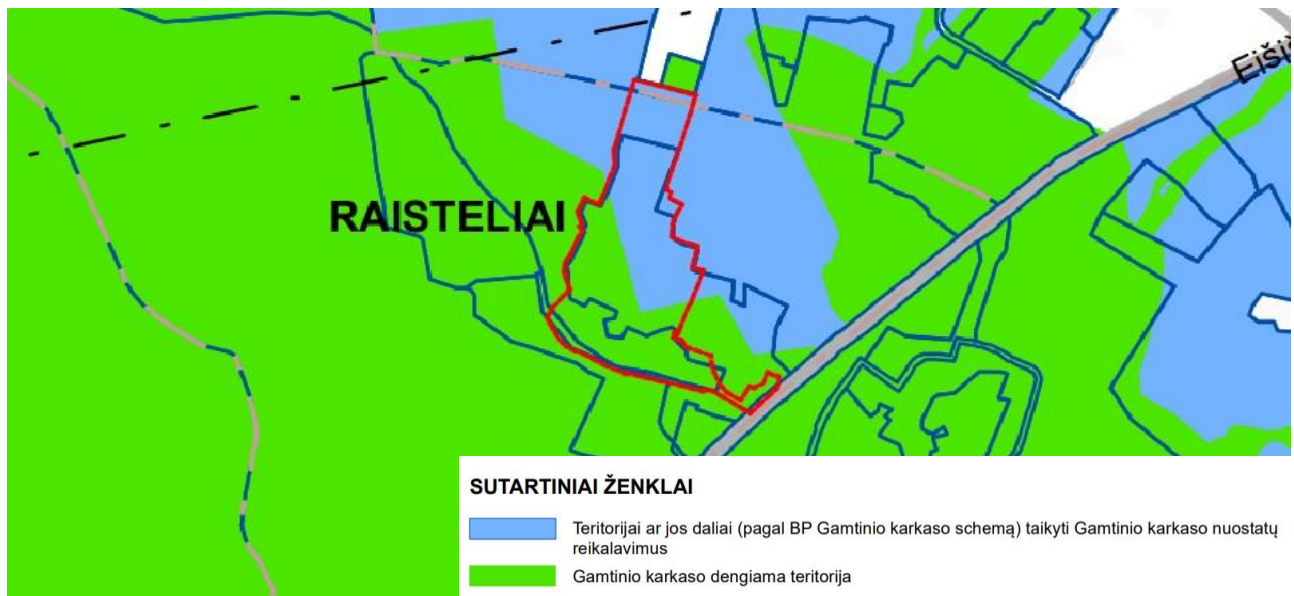 Eiši
RAISTELIAI
SUTARTINIAI ŽENKLAI
Teritorijai ar jos daliai (pagal BP Gamtinio karkaso schemą) taikyti Gamtinio karkaso nuostatų
reikalavimus
Gamtinio karkaso dengiama teritorija